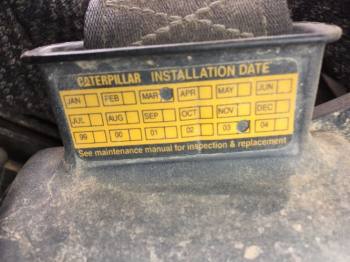 CATERPILLAR INSTALLATION DATE
JAN FEB MAR APR MAY JUN
JUL AUG SEP OCT NOV DEC
99 00 01 02 03 04
See maintenance manual for inspection & replacement